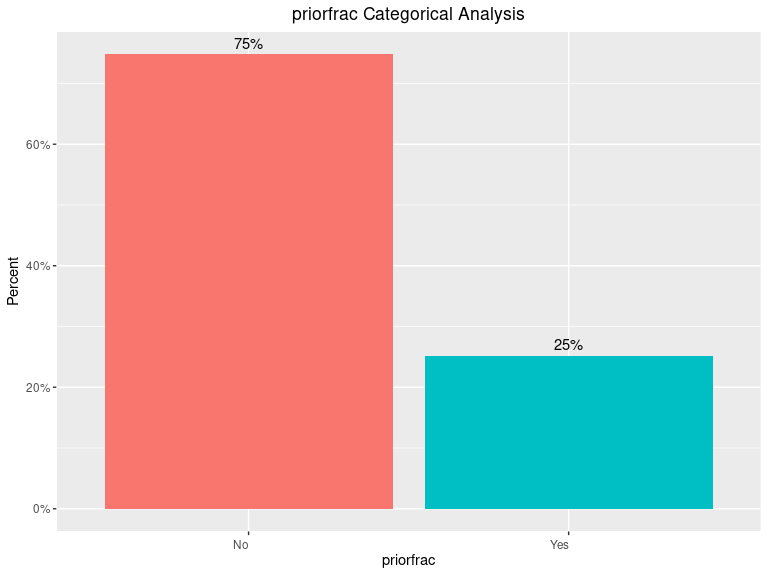 priorfrac Categorical Analysis
75%
25%
60%
40%
20%
0%
Percent
No
Yes
priorfrac